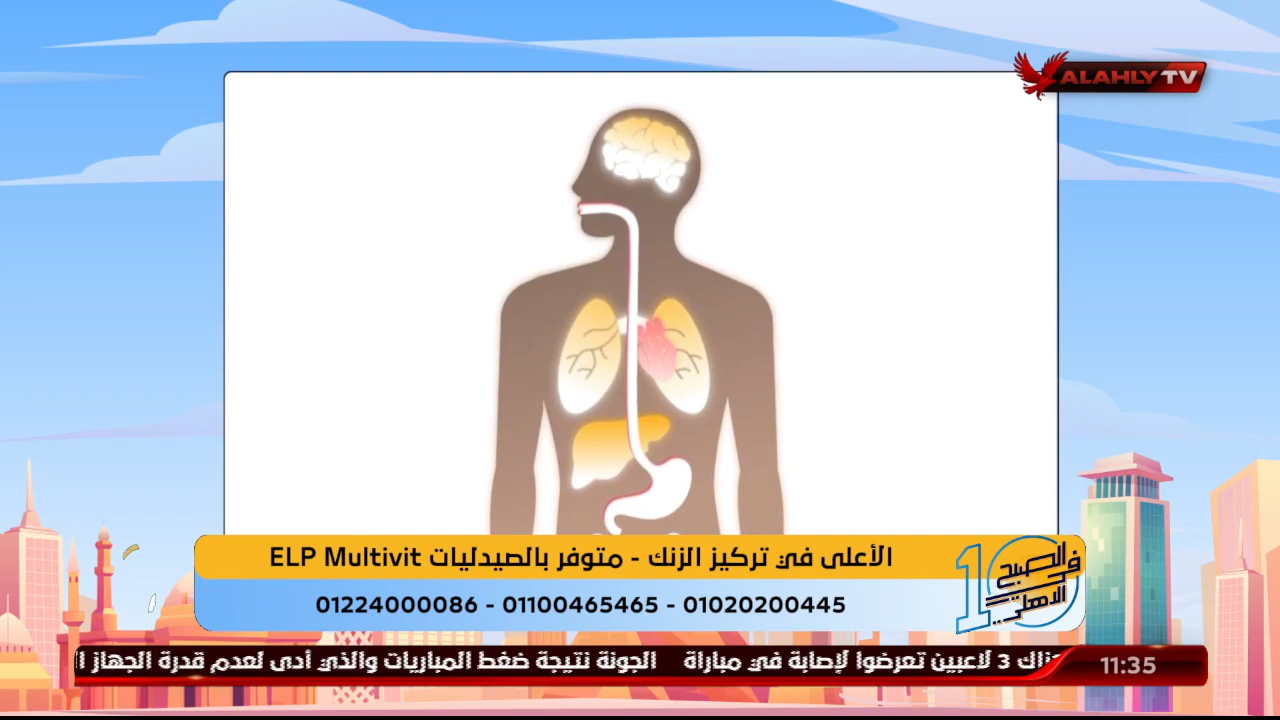 ALAHLY TV
الأعلى في تركيز الزنك - متوفر بالصيدليات ELP Multivit
01224000086 - 01100465465 - 01020200445
10 الصبح في الأهلي..
3 لاعبين تعرضوا لإصابة في مباراة الجونة نتيجة ضغط المباريات والذي أدى لعدم قدرة الجهاز
11:35